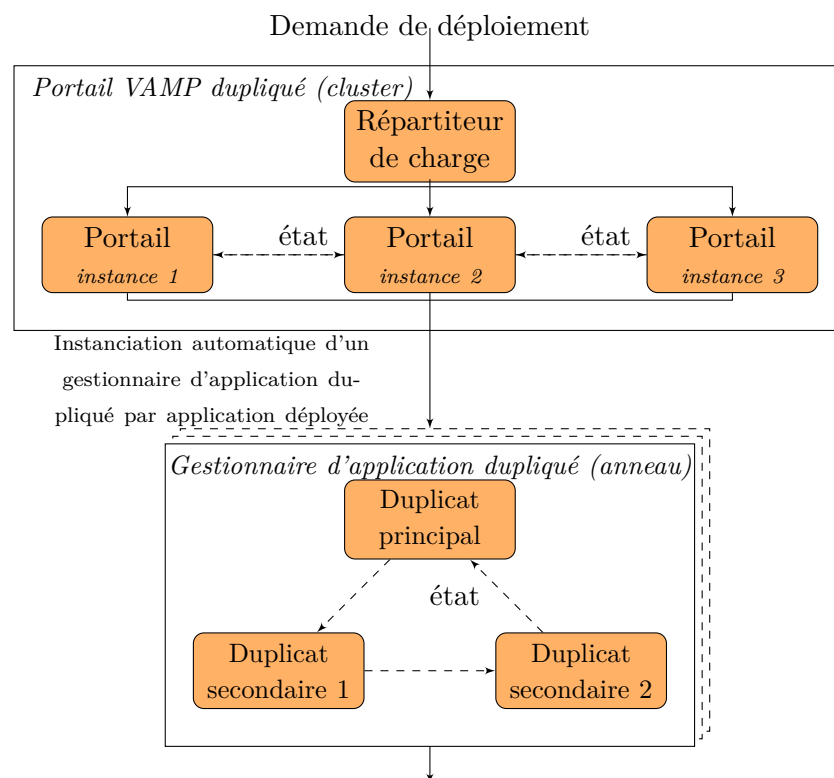 Demande de déploiement
Portail VAMP dupliqué (cluster)
Répartiteur
de charge
Portail
instance 1
état
Portail
instance 2
état
Portail
instance 3
Instanciation automatique d'un
gestionnaire d'application du-
pliqué par application déployée
Gestionnaire d'application dupliqué (anneau)
Duplicat
principal
état
Duplicat
secondaire 1
Duplicat
secondaire 2